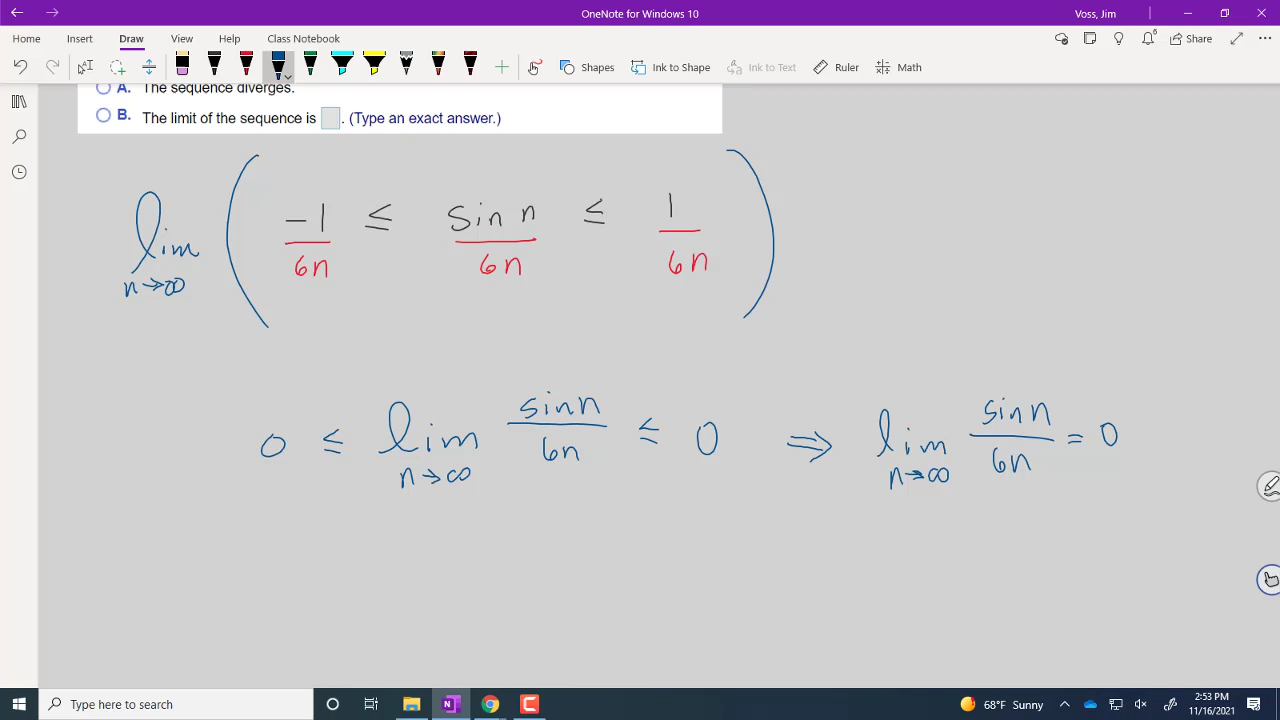 OneNote for Windows 10
Voss, Jim
Home Insert Draw View Help Class Notebook
Share
Shapes Ink to Shape Ink to Text Ruler Math
A. The sequence diverges.
B. The limit of the sequence is . (Type an exact answer.)
lim n→∞ ( -1/6n ≤ sin n/6n ≤ 1/6n )
0 ≤ lim n→∞ sin n/6n ≤ 0 ⇒ lim n→∞ sin n/6n = 0
Type here to search
68°F Sunny
2:53 PM
11/16/2021